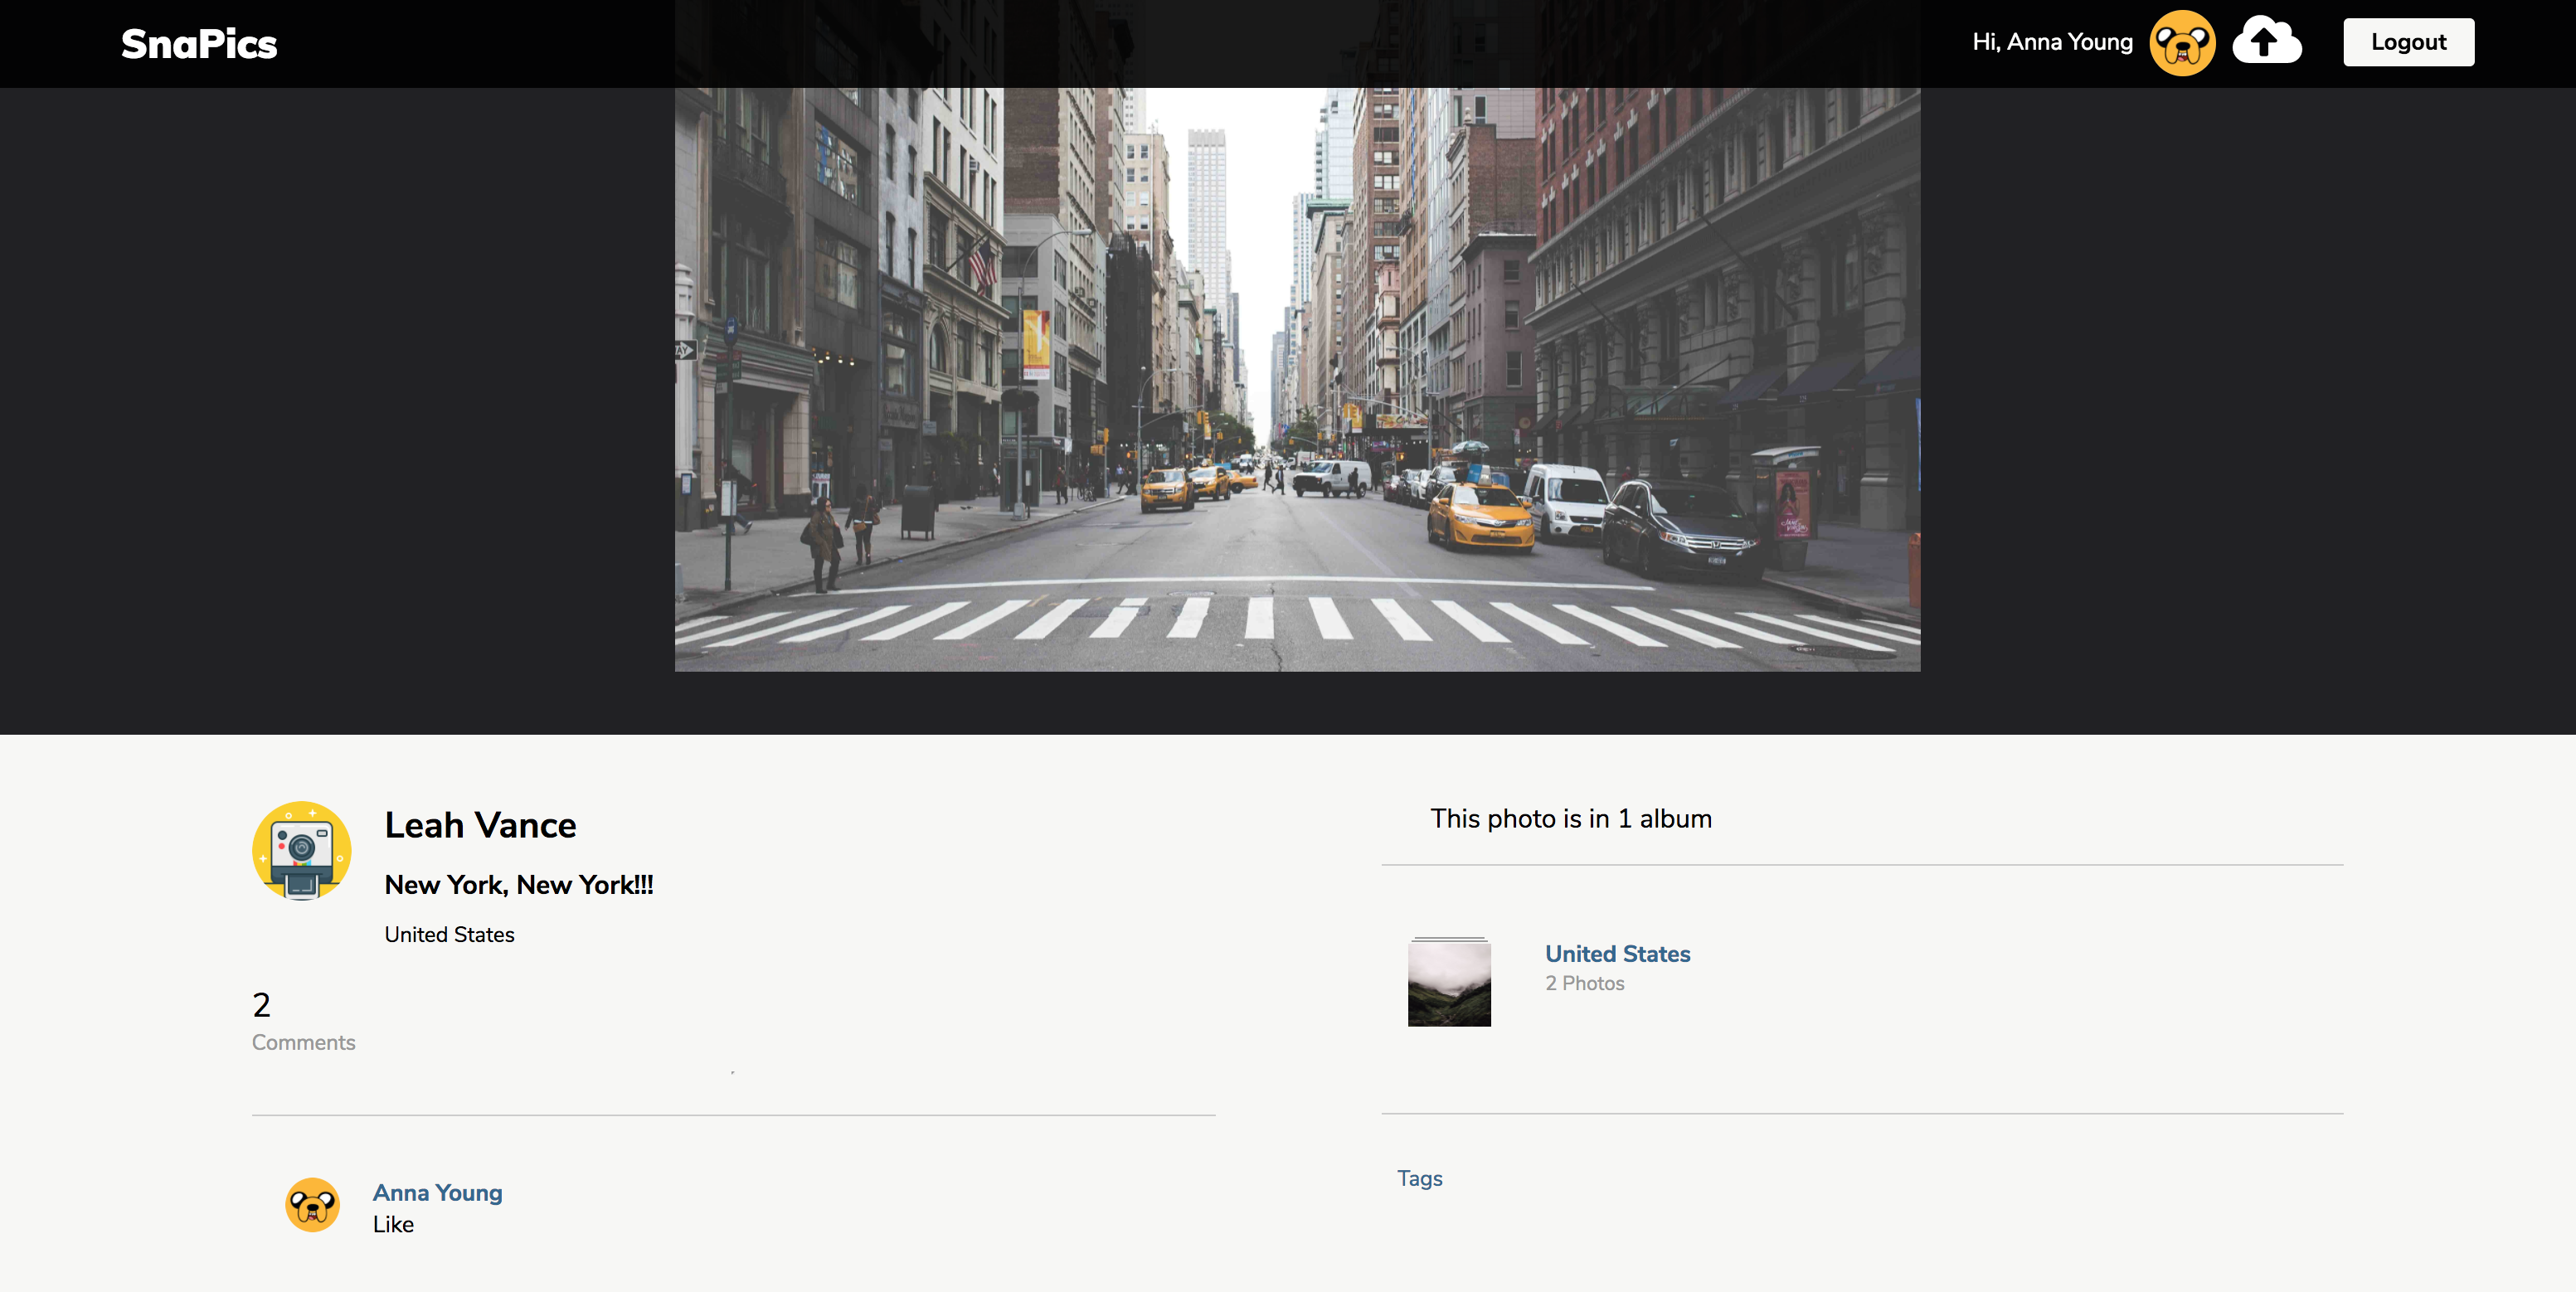 SnaPics
Hi, Anna Young
Logout
Leah Vance
New York, New York!!!
United States
2
Comments
Anna Young
Like
This photo is in 1 album
United States
2 Photos
Tags